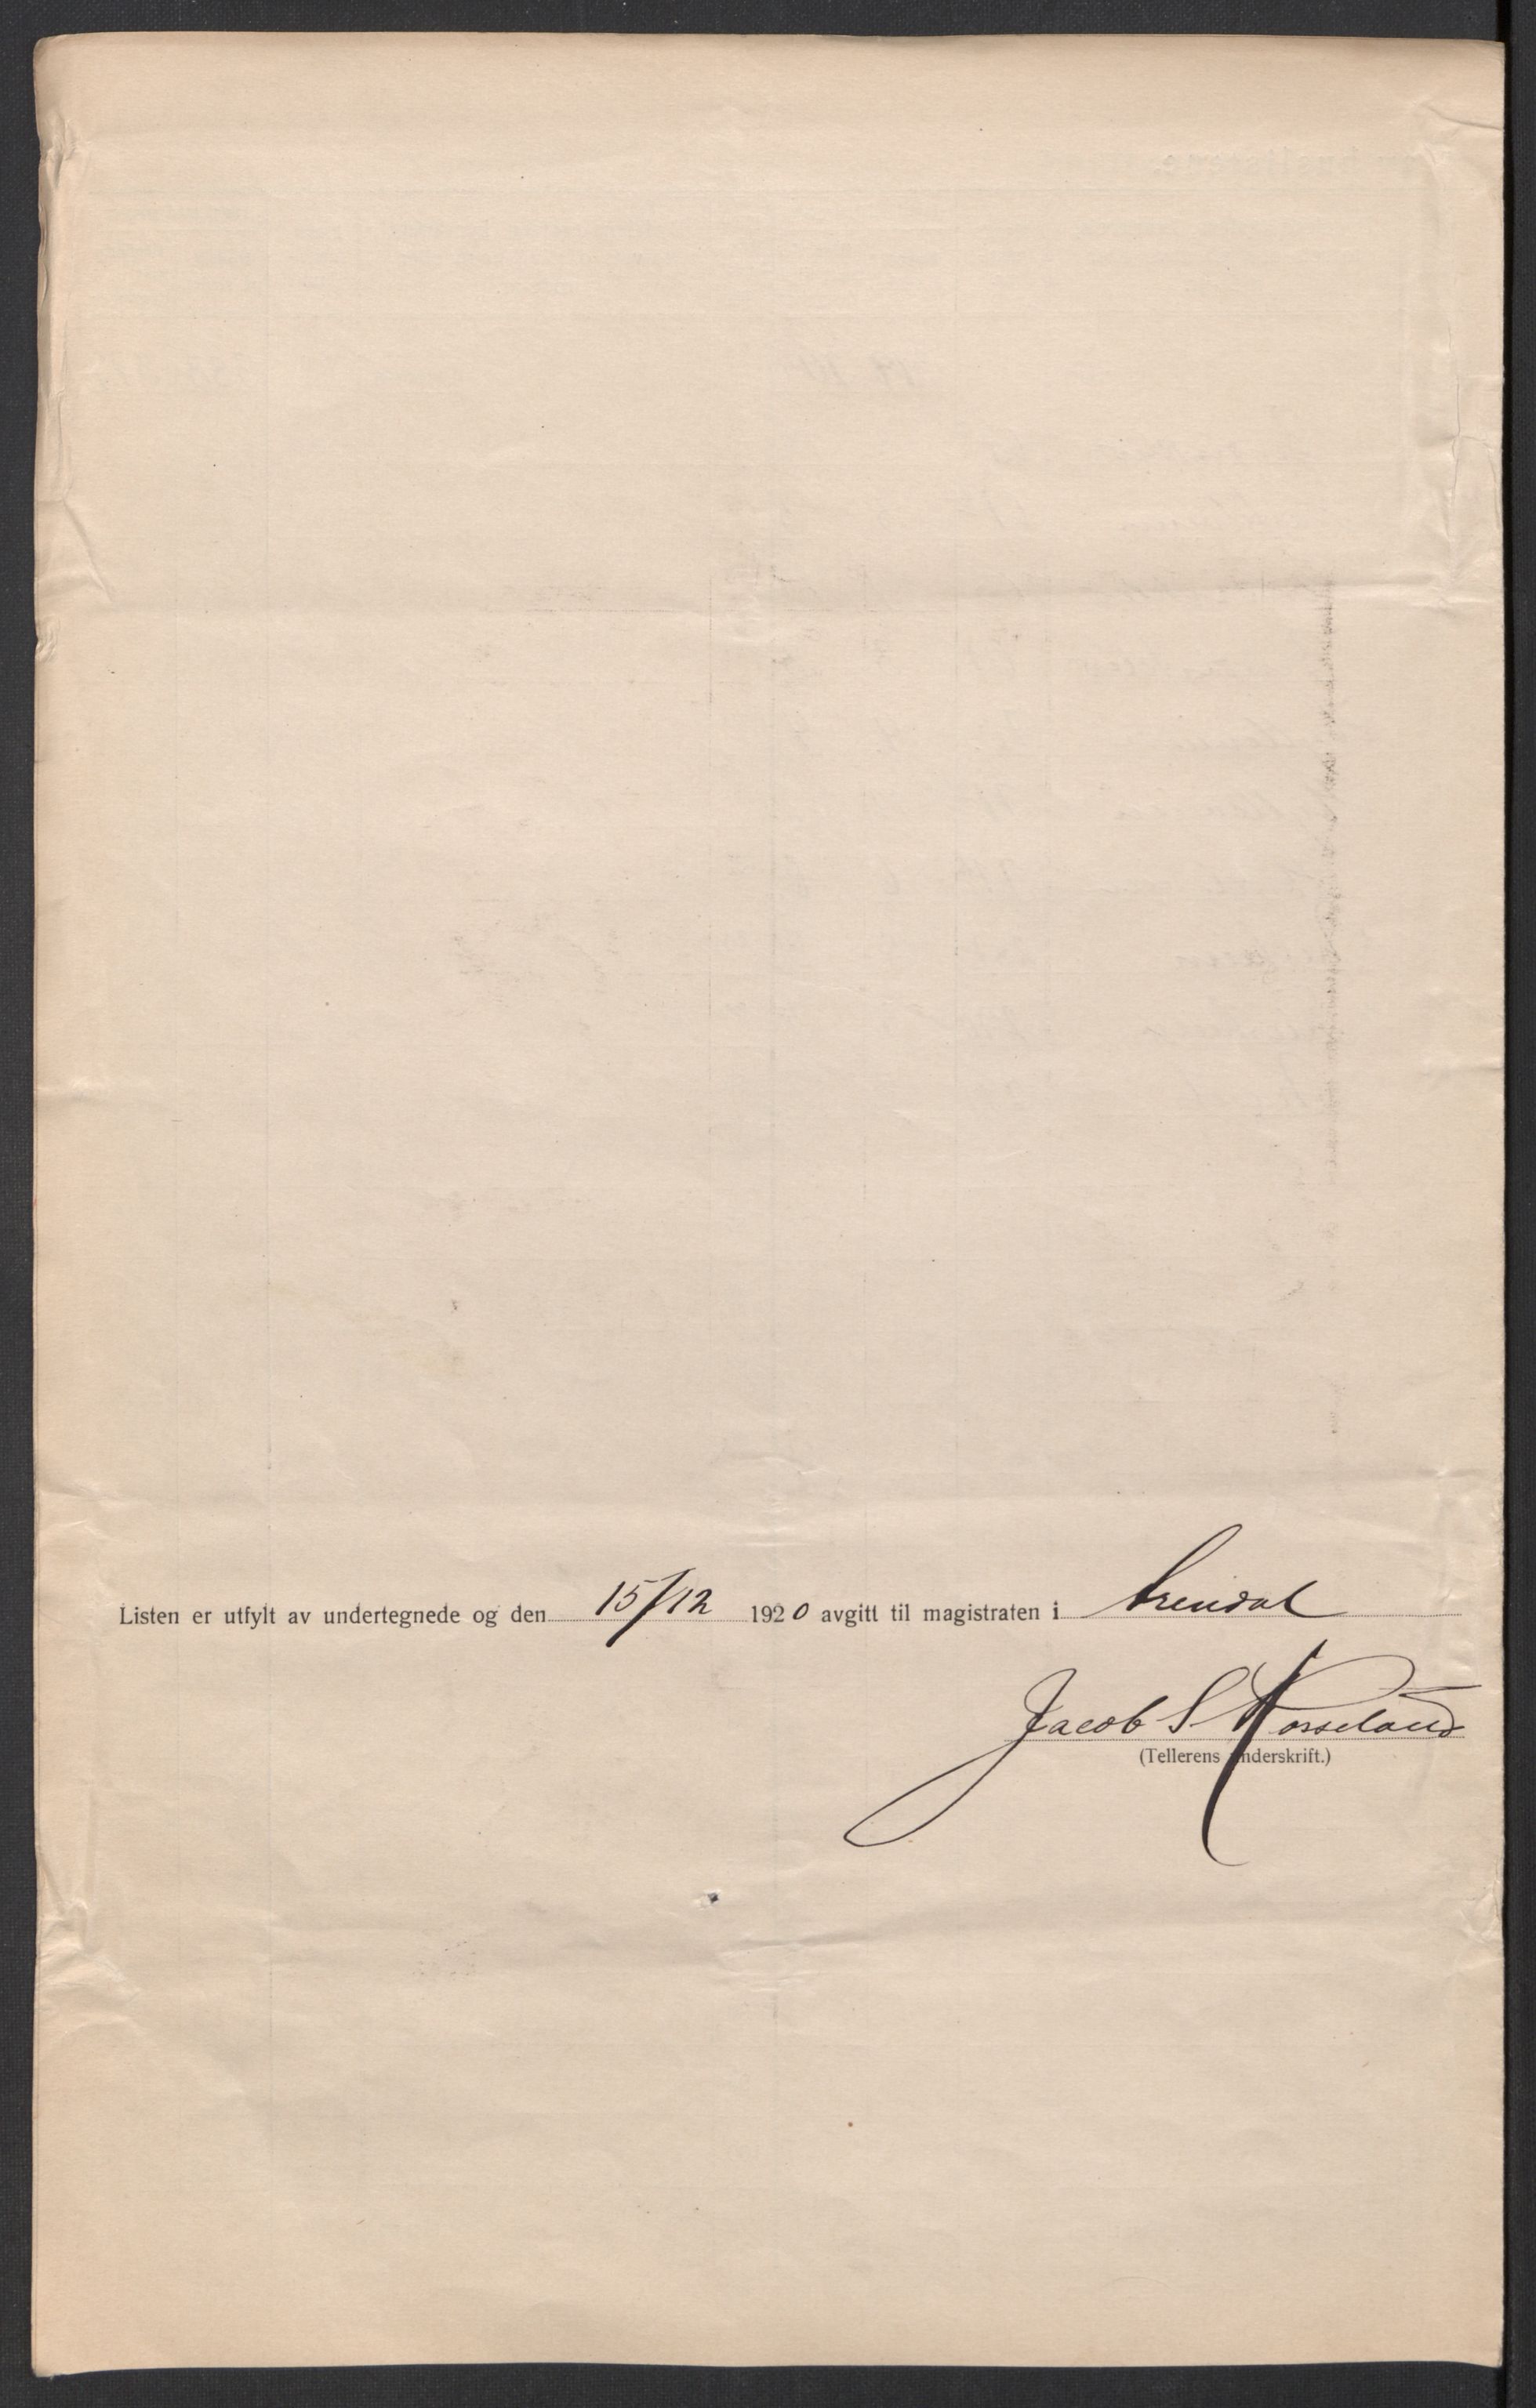 Listen er utfylt av undertegnede og den 15/12 1920 avgitt til magistraten i Arendal
Jacob S Rosseland
(Tellerens underskrift.)